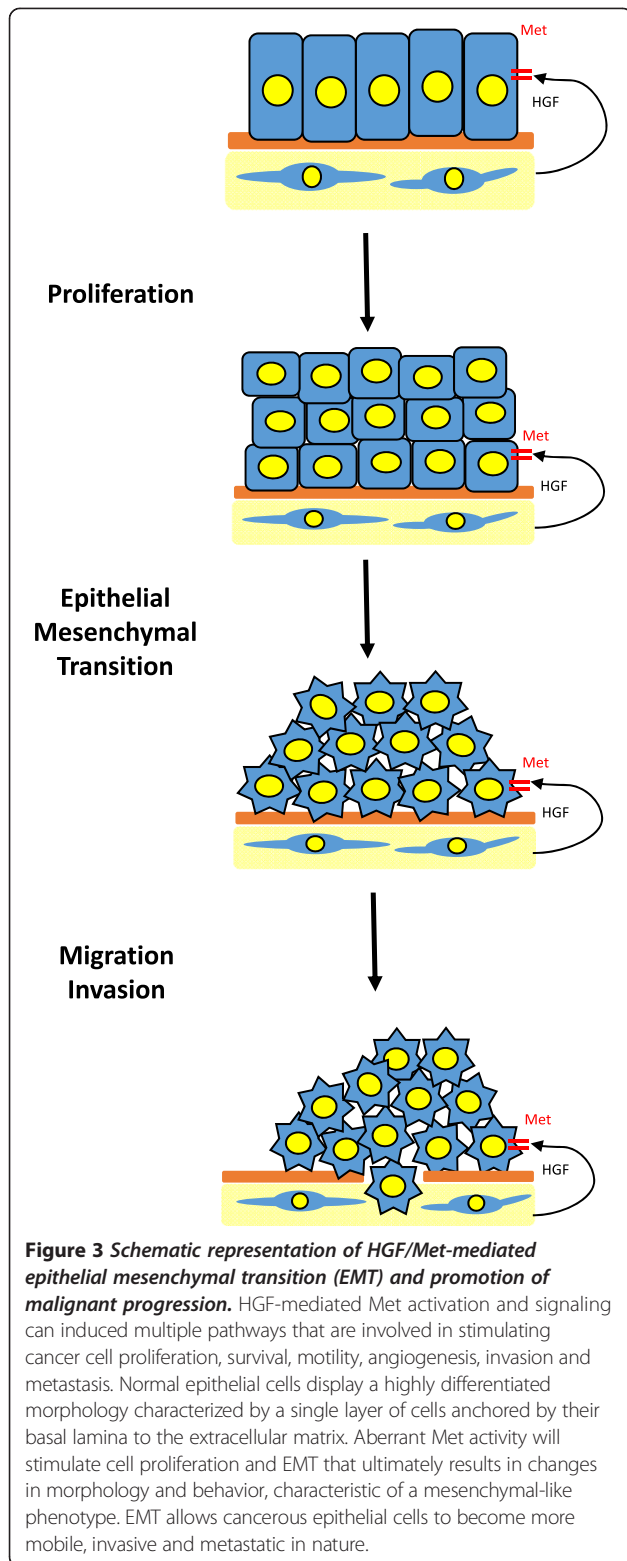 Met
HGF
Proliferation
Met
HGF
Epithelial
Mesenchymal
Transition
Met
HGF
Migration
Invasion
Met
HGF
Figure 3 Schematic representation of HGF/Met-mediated
epithelial mesenchymal transition (EMT) and promotion of
malignant progression. HGF-mediated Met activation and signaling
can induced multiple pathways that are involved in stimulating
cancer cell proliferation, survival, motility, angiogenesis, invasion and
metastasis. Normal epithelial cells display a highly differentiated
morphology characterized by a single layer of cells anchored by their
basal lamina to the extracellular matrix. Aberrant Met activity will
stimulate cell proliferation and EMT that ultimately results in changes
in morphology and behavior, characteristic of a mesenchymal-like
phenotype. EMT allows cancerous epithelial cells to become more
mobile, invasive and metastatic in nature.